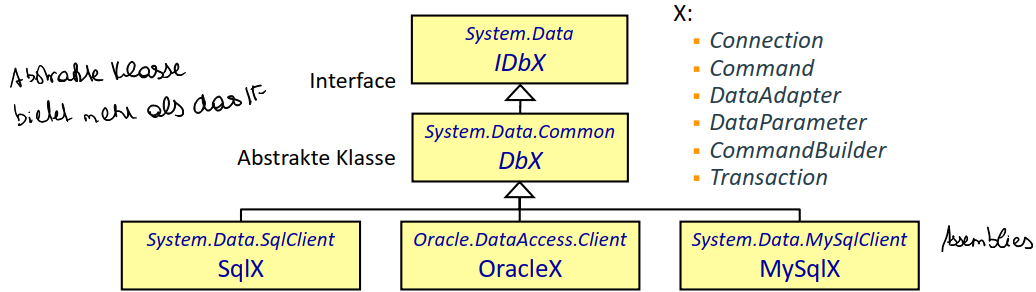 System.Data
IDbX
Interface
Abstrakte Klasse
bietet mehr als das IF
System.Data.Common
DbX
Abstrakte Klasse
System.Data.SqlClient
SqlX
Oracle.DataAccess.Client
OracleX
System.Data.MySqlClient
MySqlX
Assemblies
X:
Connection
Command
DataAdapter
DataParameter
CommandBuilder
Transaction